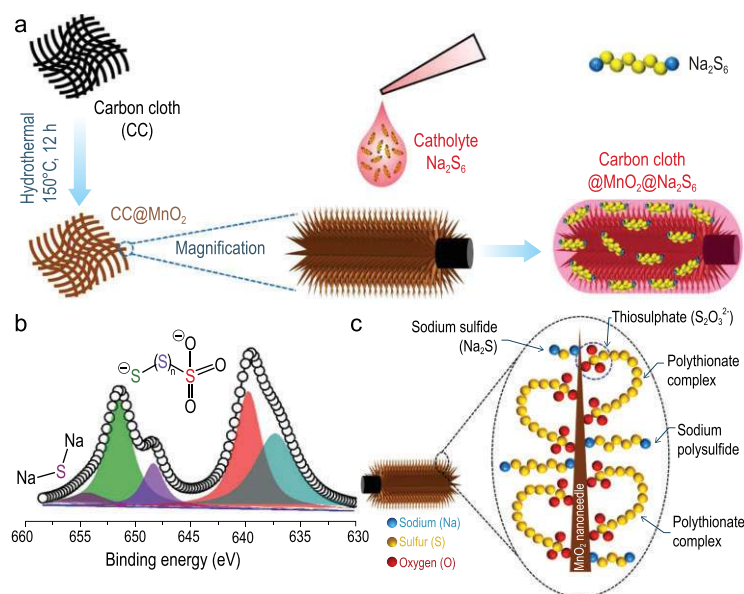 a
Carbon cloth
(CC)
Hydrothermal
150°C, 12 h
CC@MnO₂
Magnification
Catholyte
Na₂S₆
Na₂S₆
Carbon cloth
@MnO₂@Na₂S₆
b
⊖
S
(S)n
S
O
⊖
O
O
Na
Na
S
660 655 650 645 640 635 630
Binding energy (eV)
c
Sodium sulfide
(Na₂S)
Thiosulphate (S₂O₃²⁻)
Polythionate
complex
Sodium
polysulfide
Polythionate
complex
MnO₂ nanoneedle
Sodium (Na)
Sulfur (S)
Oxygen (O)